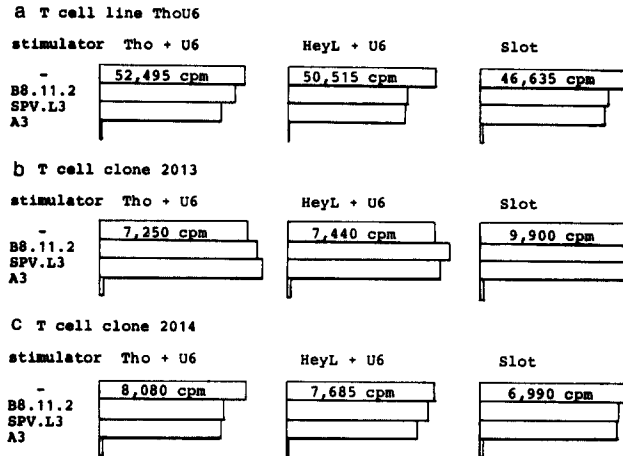 a T cell line ThoU6
stimulator Tho + U6 HeyL + U6 Slot
- 52,495 cpm 50,515 cpm 46,635 cpm
B8.11.2
SPV.L3
A3
b T cell clone 2013
stimulator Tho + U6 HeyL + U6 Slot
- 7,250 cpm 7,440 cpm 9,900 cpm
B8.11.2
SPV.L3
A3
c T cell clone 2014
stimulator Tho + U6 HeyL + U6 Slot
- 8,080 cpm 7,685 cpm 6,990 cpm
B8.11.2
SPV.L3
A3